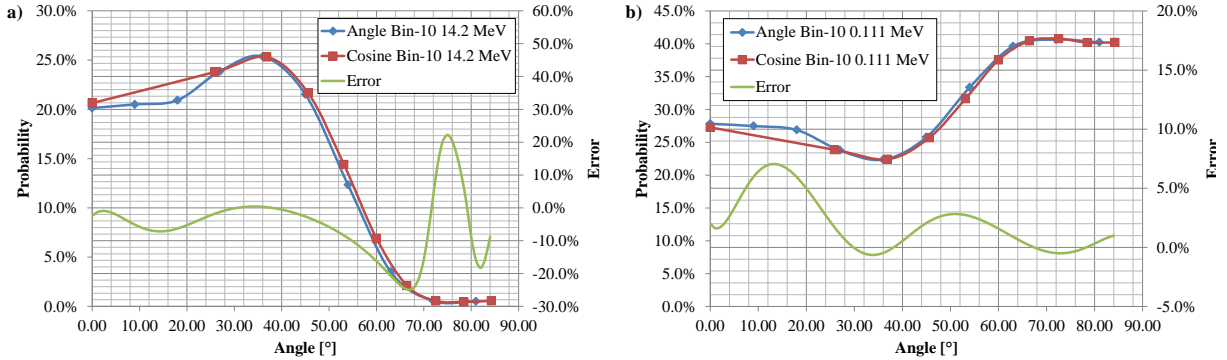 a)
Probability
30.0%
25.0%
20.0%
15.0%
10.0%
5.0%
0.0%
Angle Bin-10 14.2 MeV
Cosine Bin-10 14.2 MeV
Error
60.0%
50.0%
40.0%
30.0%
20.0%
10.0%
0.0%
-10.0%
-20.0%
-30.0%
Error
0.00 10.00 20.00 30.00 40.00 50.00 60.00 70.00 80.00 90.00
Angle [°]
b)
Probability
45.0%
40.0%
35.0%
30.0%
25.0%
20.0%
15.0%
10.0%
5.0%
0.0%
Angle Bin-10 0.111 MeV
Cosine Bin-10 0.111 MeV
Error
20.0%
15.0%
10.0%
5.0%
0.0%
-5.0%
Error
0.00 10.00 20.00 30.00 40.00 50.00 60.00 70.00 80.00 90.00
Angle [°]